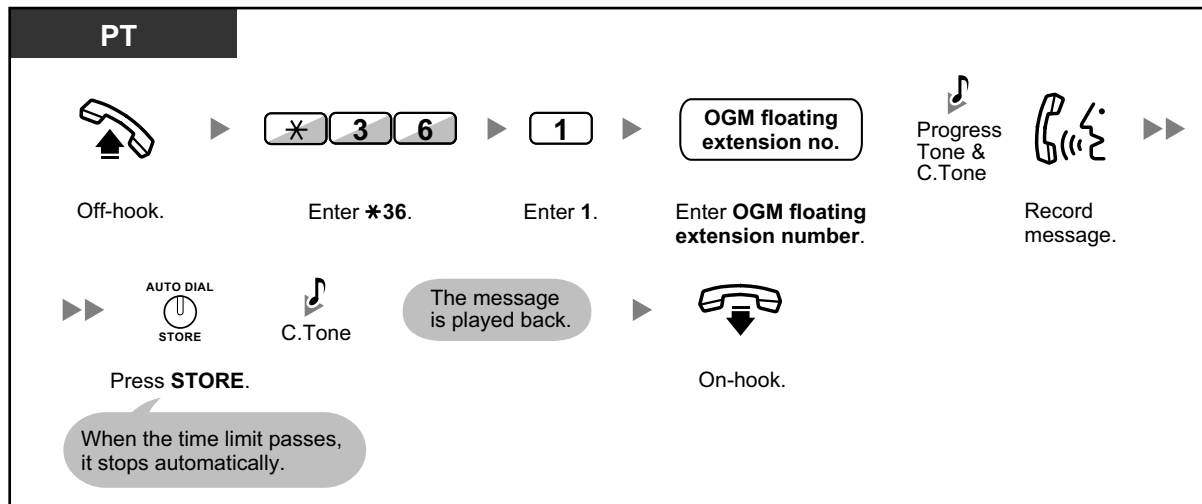 PT
✳ 3 6
1
OGM floating
extension no.
Progress
Tone &
C.Tone
Off-hook.
Enter ✳36.
Enter 1.
Enter OGM floating
extension number.
Record
message.
AUTO DIAL
STORE
C.Tone
The message
is played back.
Press STORE.
On-hook.
When the time limit passes,
it stops automatically.